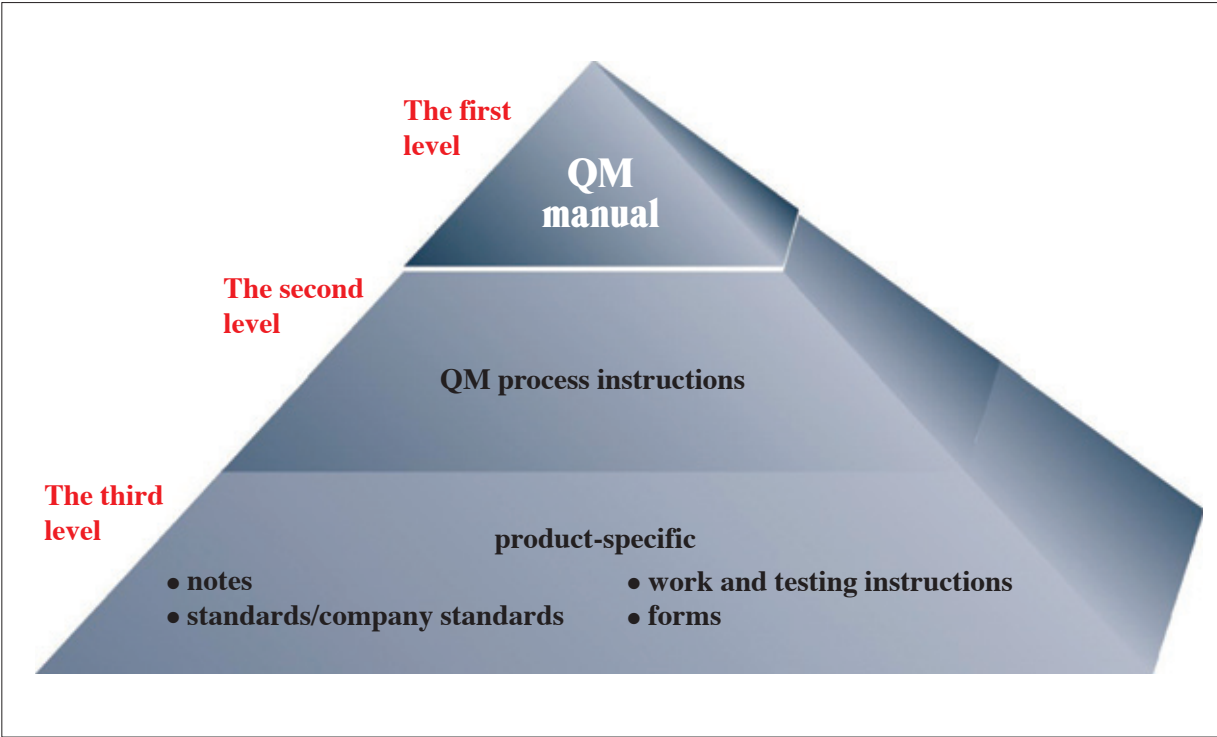 The first
level
QM
manual
The second
level
QM process instructions
The third
level
product-specific
• notes
• standards/company standards
• work and testing instructions
• forms